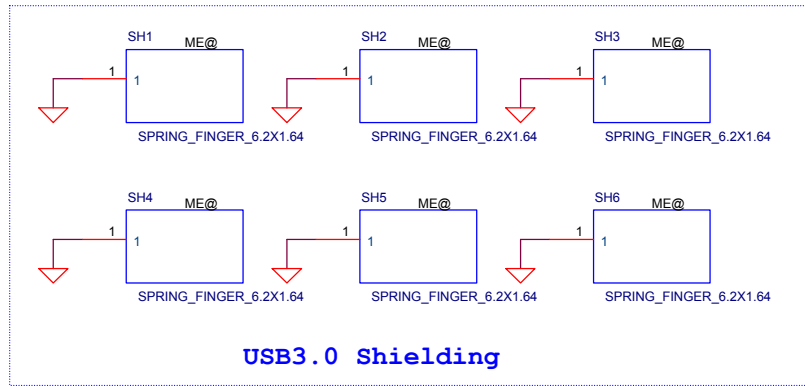 SH1 ME@ SH2 ME@ SH3 ME@
1 1 1 1 1 1
SPRING_FINGER_6.2X1.64 SPRING_FINGER_6.2X1.64 SPRING_FINGER_6.2X1.64
SH4 ME@ SH5 ME@ SH6 ME@
1 1 1 1 1 1
SPRING_FINGER_6.2X1.64 SPRING_FINGER_6.2X1.64 SPRING_FINGER_6.2X1.64
USB3.0 Shielding